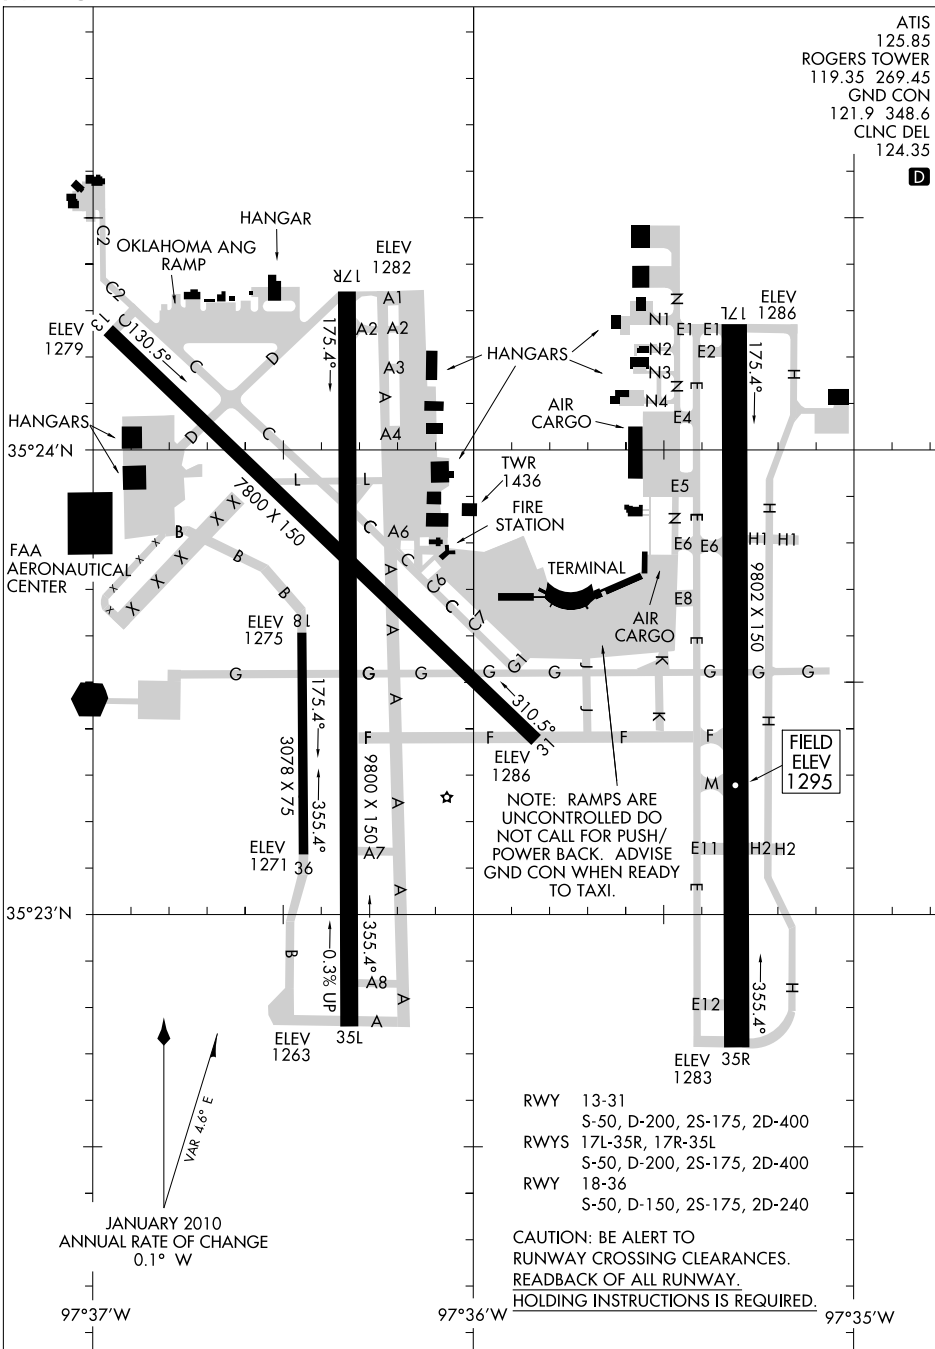 ATIS
125.85
ROGERS TOWER
119.35 269.45
GND CON
121.9 348.6
CLNC DEL
124.35
D
HANGAR
OKLAHOMA ANG
RAMP
C2
C2
C
13
130.5°
ELEV
1279
ELEV
1282
17R
175.4°
A1
A2
A2
A3
A
A4
C
D
D
C
HANGARS
HANGARS
AIR
CARGO
N
N1
N2
N3
N
N4
E1
E1
E2
E
E4
17L
ELEV
1286
175.4°
H
35°24'N
7800 X 150
L
L
TWR
1436
FIRE
STATION
E5
N
E
E6
E6
H
H1
H1
X
X
X
X
X
X
x
x
x
x
x
B
B
B
FAA
AERONAUTICAL
CENTER
C
A6
A
C
C6
C
C7
G1
TERMINAL
AIR
CARGO
E8
E
9802 X 150
ELEV
1275
18
A
G
G
G
G
G
G
G
G
J
J
K
K
175.4°
3078 X 75
355.4°
A
310.5°
31
ELEV
1286
F
F
F
F
H
M
FIELD
ELEV
1295
9800 X 150
A
NOTE: RAMPS ARE
UNCONTROLLED DO
NOT CALL FOR PUSH/
POWER BACK. ADVISE
GND CON WHEN READY
TO TAXI.
ELEV
1271
36
A7
A
E11
E
H2
H2
35°23'N
B
0.3% UP
355.4°
A8
A
A
ELEV
1263
35L
E12
355.4°
H
ELEV
1283
35R
VAR 4.6° E
JANUARY 2010
ANNUAL RATE OF CHANGE
0.1° W
RWY 13-31
S-50, D-200, 2S-175, 2D-400
RWYS 17L-35R, 17R-35L
S-50, D-200, 2S-175, 2D-400
RWY 18-36
S-50, D-150, 2S-175, 2D-240
CAUTION: BE ALERT TO
RUNWAY CROSSING CLEARANCES.
READBACK OF ALL RUNWAY.
HOLDING INSTRUCTIONS IS REQUIRED.
97°37'W
97°36'W
97°35'W